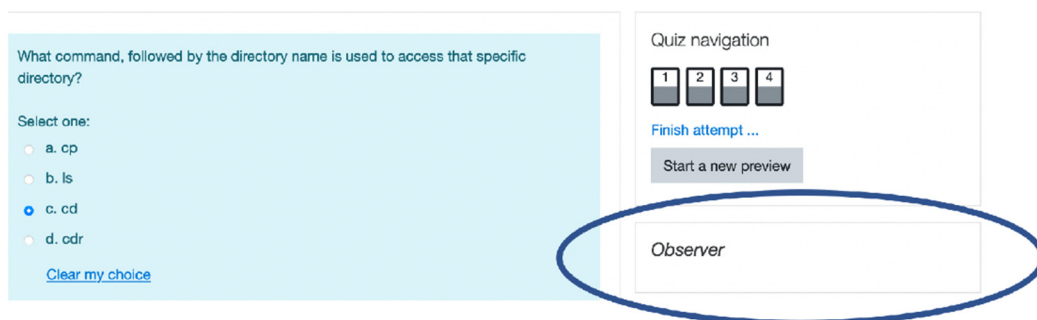 What command, followed by the directory name is used to access that specific
directory?
Select one:
a. cp
b. ls
c. cd
d. cdr
Clear my choice
Quiz navigation
1 2 3 4
Finish attempt ...
Start a new preview
Observer